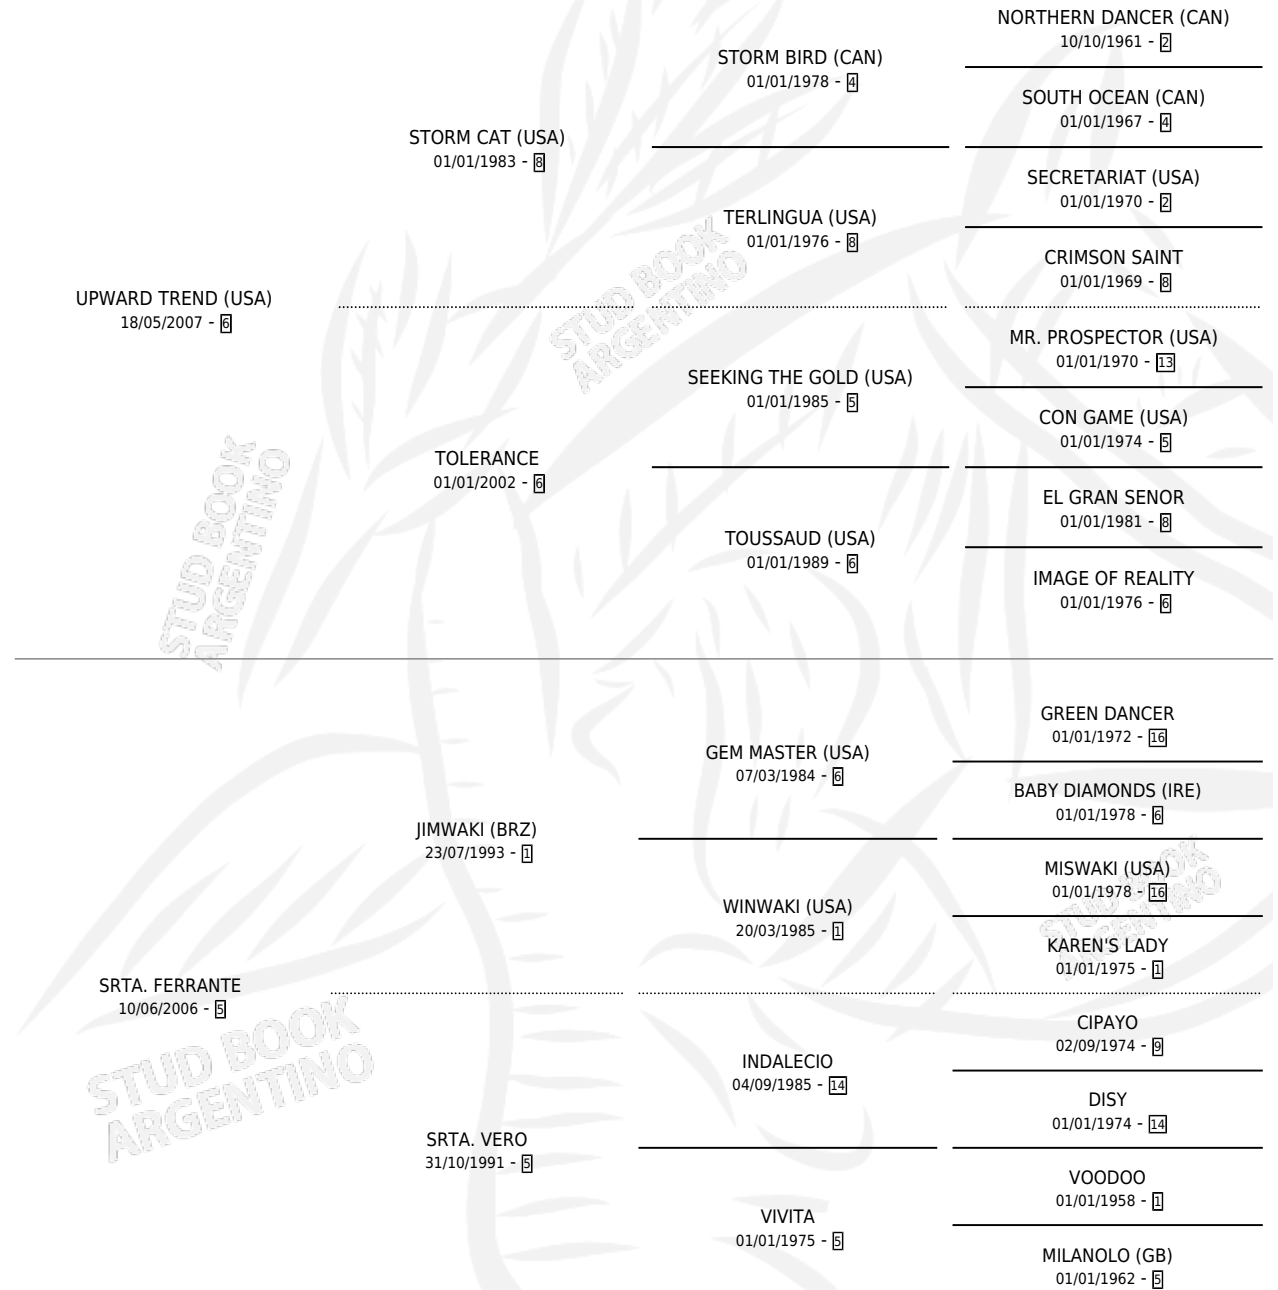 NORTHERN DANCER (CAN)
10/10/1961 - 2
STORM BIRD (CAN)
01/01/1978 - 4
SOUTH OCEAN (CAN)
01/01/1967 - 4
STORM CAT (USA)
01/01/1983 - 8
SECRETARIAT (USA)
01/01/1970 - 2
TERLINGUA (USA)
01/01/1976 - 8
CRIMSON SAINT
01/01/1969 - 8
UPWARD TREND (USA)
18/05/2007 - 6
MR. PROSPECTOR (USA)
01/01/1970 - 13
SEEKING THE GOLD (USA)
01/01/1985 - 5
CON GAME (USA)
01/01/1974 - 5
TOLERANCE
01/01/2002 - 6
EL GRAN SENOR
01/01/1981 - 8
TOUSSAUD (USA)
01/01/1989 - 6
IMAGE OF REALITY
01/01/1976 - 6
GREEN DANCER
01/01/1972 - 16
GEM MASTER (USA)
07/03/1984 - 6
BABY DIAMONDS (IRE)
01/01/1978 - 6
JIMWAKI (BRZ)
23/07/1993 - 1
MISWAKI (USA)
01/01/1978 - 16
WINWAKI (USA)
20/03/1985 - 1
KAREN'S LADY
01/01/1975 - 1
SRTA. FERRANTE
10/06/2006 - 5
CIPAYO
02/09/1974 - 9
INDALECIO
04/09/1985 - 14
DISY
01/01/1974 - 14
SRTA. VERO
31/10/1991 - 5
VOODOO
01/01/1958 - 1
VIVITA
01/01/1975 - 5
MILANOLO (GB)
01/01/1962 - 5
STUD BOOK
ARGENTINO
STUD BOOK
ARGENTINO
STUD BOOK
ARGENTINO
STUD BOOK
ARGENTINO